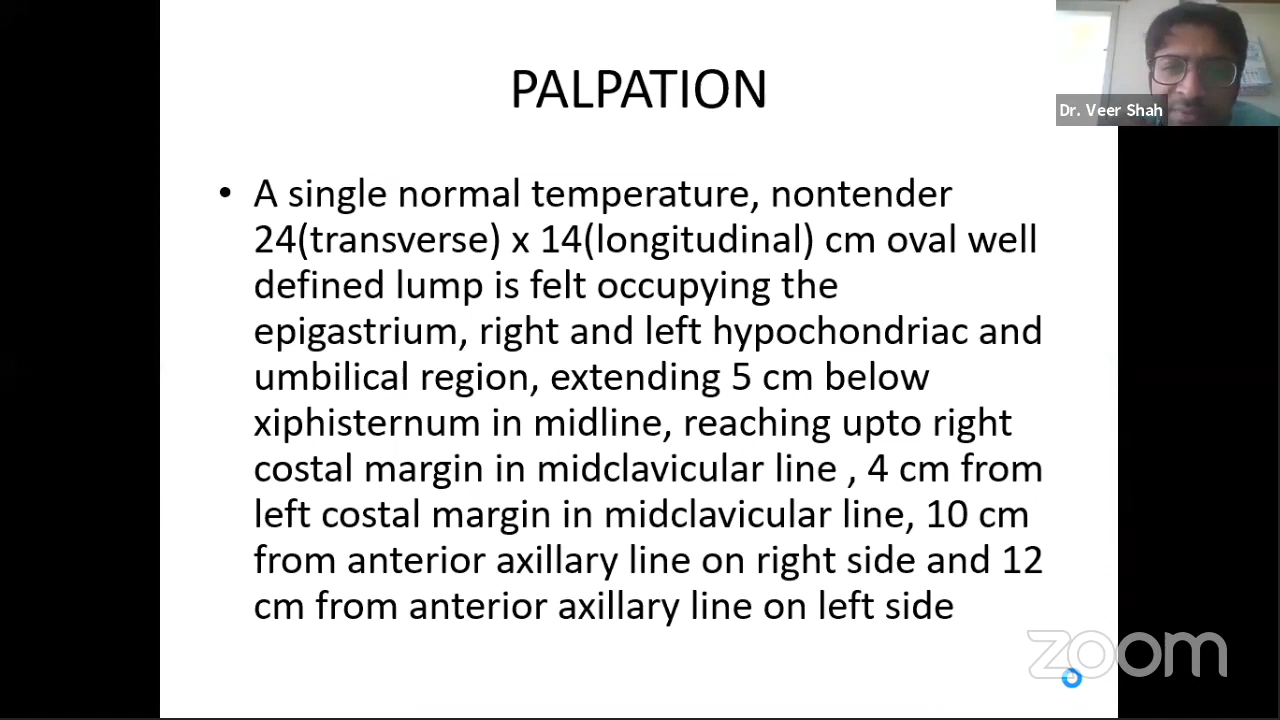 PALPATION
Dr. Veer Shah
• A single normal temperature, nontender
24(transverse) x 14(longitudinal) cm oval well
defined lump is felt occupying the
epigastrium, right and left hypochondriac and
umbilical region, extending 5 cm below
xiphisternum in midline, reaching upto right
costal margin in midclavicular line , 4 cm from
left costal margin in midclavicular line, 10 cm
from anterior axillary line on right side and 12
cm from anterior axillary line on left side
zoom